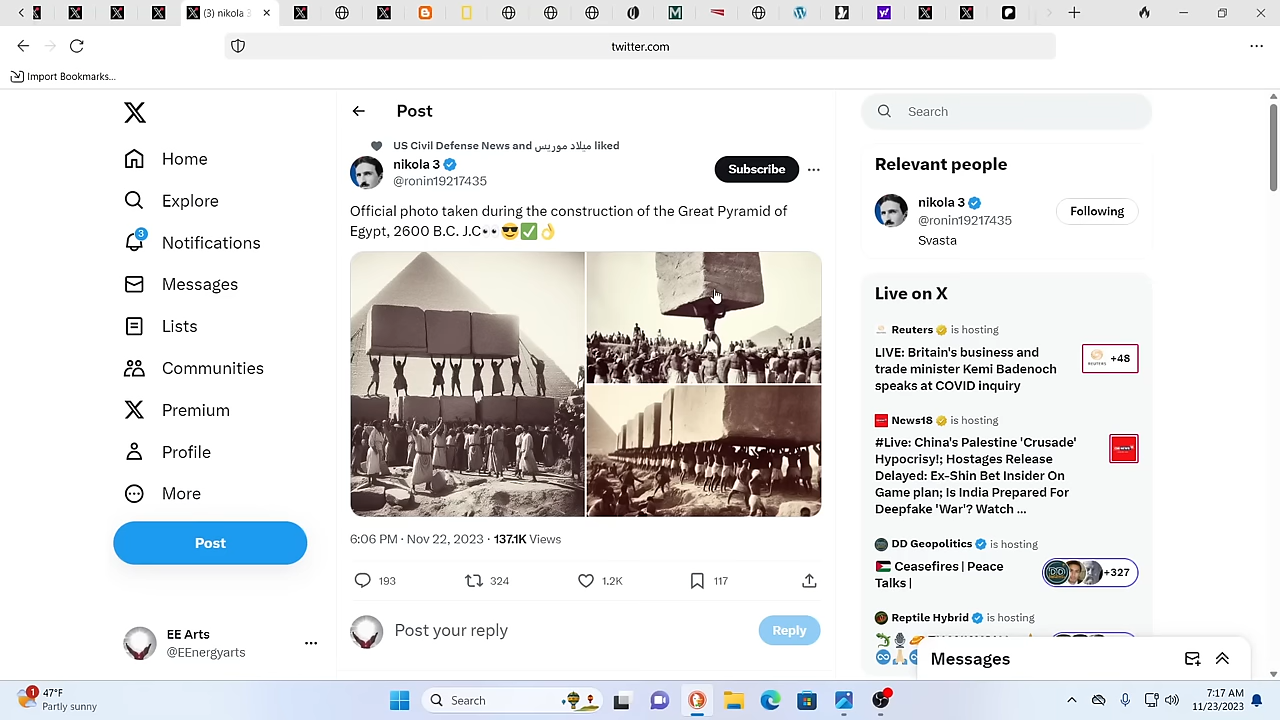 (3) nikola 3
twitter.com
Import Bookmarks...
Home
Explore
3
Notifications
Messages
Lists
Communities
Premium
Profile
More
Post
EE Arts
@EEnergyarts
Post
US Civil Defense News and ميلاد موريس liked
nikola 3
@ronin19217435
Subscribe
Official photo taken during the construction of the Great Pyramid of
Egypt, 2600 B.C. J.C
6:06 PM · Nov 22, 2023 · 137.1K Views
193
324
1.2K
117
Post your reply
Reply
Search
Relevant people
nikola 3
@ronin19217435
Svasta
Following
Live on X
Reuters is hosting
LIVE: Britain's business and
trade minister Kemi Badenoch
speaks at COVID inquiry
REUTERS
+48
News18 is hosting
#Live: China's Palestine 'Crusade'
Hypocrisy!; Hostages Release
Delayed: Ex-Shin Bet Insider On
Game plan; Is India Prepared For
Deepfake 'War'? Watch ...
DD Geopolitics is hosting
Ceasefires | Peace
Talks |
+327
Reptile Hybrid is hosting
Messages
1
47°F
Partly sunny
Search
7:17 AM
11/23/2023